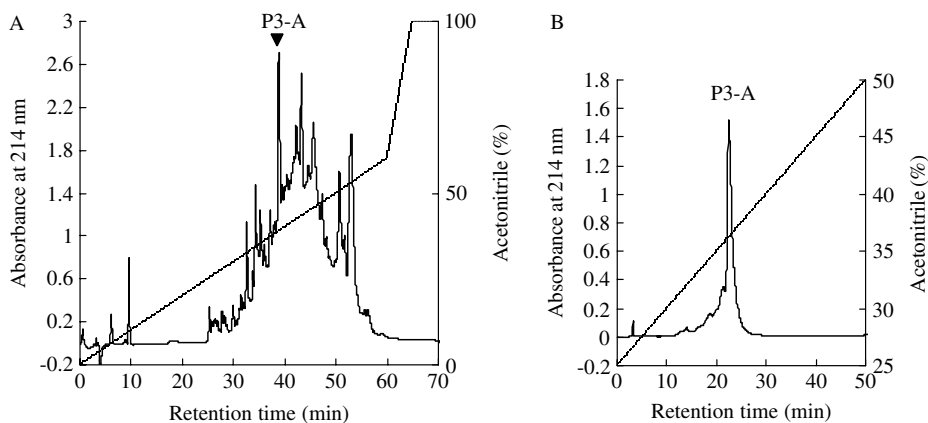 A
P3-A
3
2.6
2.2
1.8
1.4
1
0.6
0.2
-0.2
Absorbance at 214 nm
100
50
0
Acetonitrile (%)
0 10 20 30 40 50 60 70
Retention time (min)
B
P3-A
1.8
1.6
1.4
1.2
1
0.8
0.6
0.4
0.2
0
-0.2
Absorbance at 214 nm
50
45
40
35
30
25
Acetonitrile (%)
0 10 20 30 40 50
Retention time (min)